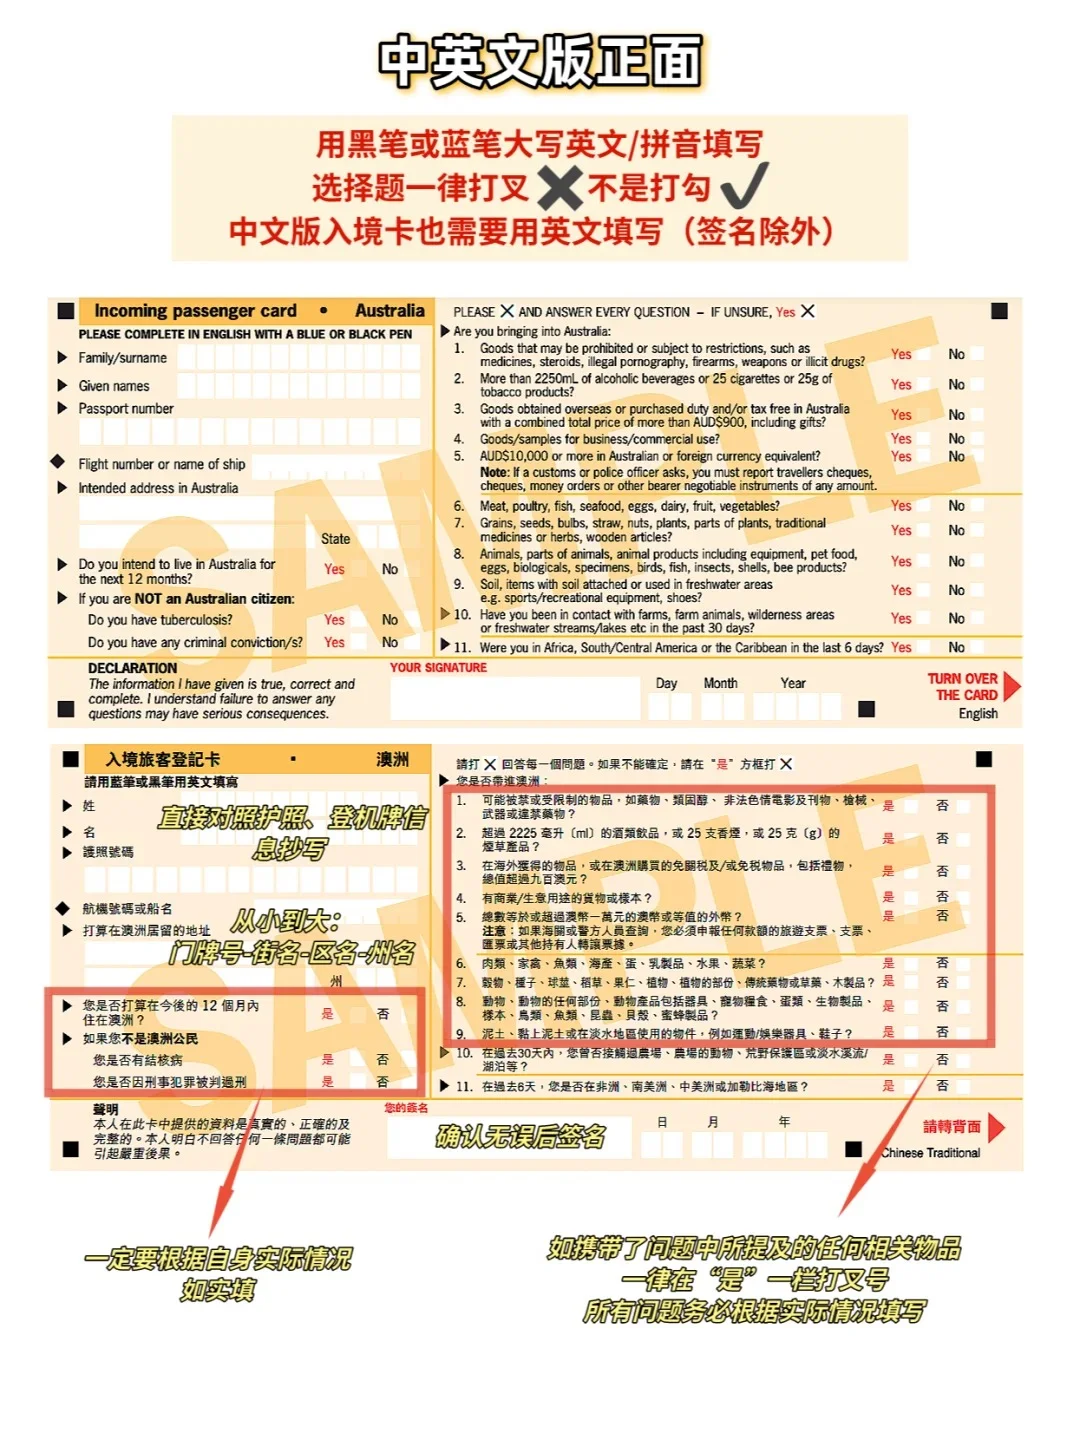 中英文版正面
用黑笔或蓝笔大写英文/拼音填写
选择题一律打叉❌不是打勾✔
中文版入境卡也需要用英文填写（签名除外）
Incoming passenger card • Australia
PLEASE COMPLETE IN ENGLISH WITH A BLUE OR BLACK PEN
Family/surname
Given names
Passport number
Flight number or name of ship
Intended address in Australia
State
Do you intend to live in Australia for
the next 12 months?
Yes No
If you are NOT an Australian citizen:
Do you have tuberculosis? Yes No
Do you have any criminal conviction/s? Yes No
PLEASE X AND ANSWER EVERY QUESTION – IF UNSURE, Yes X
Are you bringing into Australia:
1. Goods that may be prohibited or subject to restrictions, such as
medicines, steroids, illegal pornography, firearms, weapons or illicit drugs? Yes No
2. More than 2250mL of alcoholic beverages or 25 cigarettes or 25g of
tobacco products? Yes No
3. Goods obtained overseas or purchased duty and/or tax free in Australia
with a combined total price of more than AUD$900, including gifts? Yes No
4. Goods/samples for business/commercial use? Yes No
5. AUD$10,000 or more in Australian or foreign currency equivalent? Yes No
Note: If a customs or police officer asks, you must report travellers cheques,
cheques, money orders or other bearer negotiable instruments of any amount.
6. Meat, poultry, fish, seafood, eggs, dairy, fruit, vegetables? Yes No
7. Grains, seeds, bulbs, straw, nuts, plants, parts of plants, traditional
medicines or herbs, wooden articles? Yes No
8. Animals, parts of animals, animal products including equipment, pet food,
eggs, biologicals, specimens, birds, fish, insects, shells, bee products? Yes No
9. Soil, items with soil attached or used in freshwater areas
e.g. sports/recreational equipment, shoes? Yes No
10. Have you been in contact with farms, farm animals, wilderness areas
or freshwater streams/lakes etc in the past 30 days? Yes No
11. Were you in Africa, South/Central America or the Caribbean in the last 6 days? Yes No
DECLARATION
The information I have given is true, correct and
complete. I understand failure to answer any
questions may have serious consequences.
YOUR SIGNATURE
Day Month Year
TURN OVER
THE CARD
English
SAMPLE
入境旅客登記卡 • 澳洲
請用藍筆或黑筆用英文填寫
姓
名
護照號碼
直接对照护照、登机牌信
息抄写
航機號碼或船名
打算在澳洲居留的地址
从小到大：
门牌号-街名-区名-州名
州
您是否打算在今後的 12 個月內
住在澳洲？
是 否
如果您不是澳洲公民
您是否有結核病 是 否
您是否因刑事犯罪被判過刑 是 否
請打 X 回答每一個問題。如果不能確定，請在 "是" 方框打 X
您是否帶進澳洲：
1. 可能被禁或受限制的物品，如藥物、類固醇、非法色情電影及刊物、槍械、
武器或違禁藥物？ 是 否
2. 超過 2225 毫升〔ml〕的酒類飲品，或 25 支香煙，或 25 克〔g〕的
煙草產品？ 是 否
3. 在海外獲得的物品，或在澳洲購買的免關税及/或免税物品，包括禮物，
總值超過九百澳元？ 是 否
4. 有商業/生意用途的貨物或樣本？ 是 否
5. 總數等於或超過澳幣一萬元的澳幣或等值的外幣？ 是 否
注意：如果海關或警方人員查詢，您必須申報任何款額的旅遊支票、支票、
匯票或其他持有人轉讓票據。
6. 肉類、家禽、魚類、海產、蛋、乳製品、水果、蔬菜？ 是 否
7. 穀物、種子、球莖、稻草、果仁、植物、植物的部份、傳統藥物或草藥、木製品？ 是 否
8. 動物、動物的任何部份、動物產品包括器具、寵物糧食、蛋類、生物製品、
樣本、鳥類、魚類、昆蟲、貝殼、蜜蜂製品？ 是 否
9. 泥土、黏上泥土或在淡水地區使用的物件，例如運動/娛樂器具、鞋子？ 是 否
10. 在過去30天內，您曾否接觸過農場、農場的動物、荒野保護區或淡水溪流/
湖泊等？ 是 否
11. 在過去6天，您是否在非洲、南美洲、中美洲或加勒比海地區？ 是 否
聲明
本人在此卡中提供的資料是真實的、正確的及
完整的。本人明白不回答任何一條問題都可能
引起嚴重後果。
您的簽名
确认无误后签名
日 月 年
請轉背面
Chinese Traditional
SAMPLE
一定要根据自身实际情况
如实填
如携带了问题中所提及的任何相关物品
一律在“是”一栏打叉号
所有问题务必根据实际情况填写